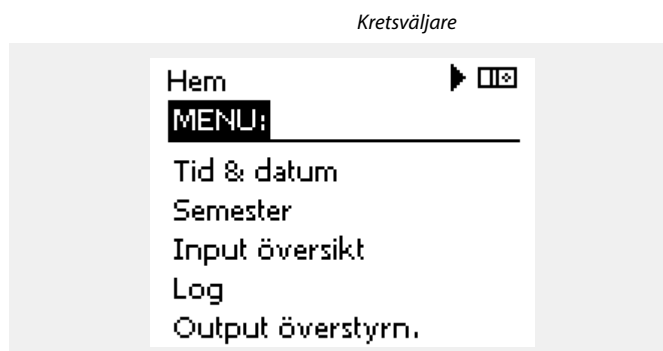 Kretsväljare
Hem
MENU:
Tid & datum
Semester
Input översikt
Log
Output överstyrn.